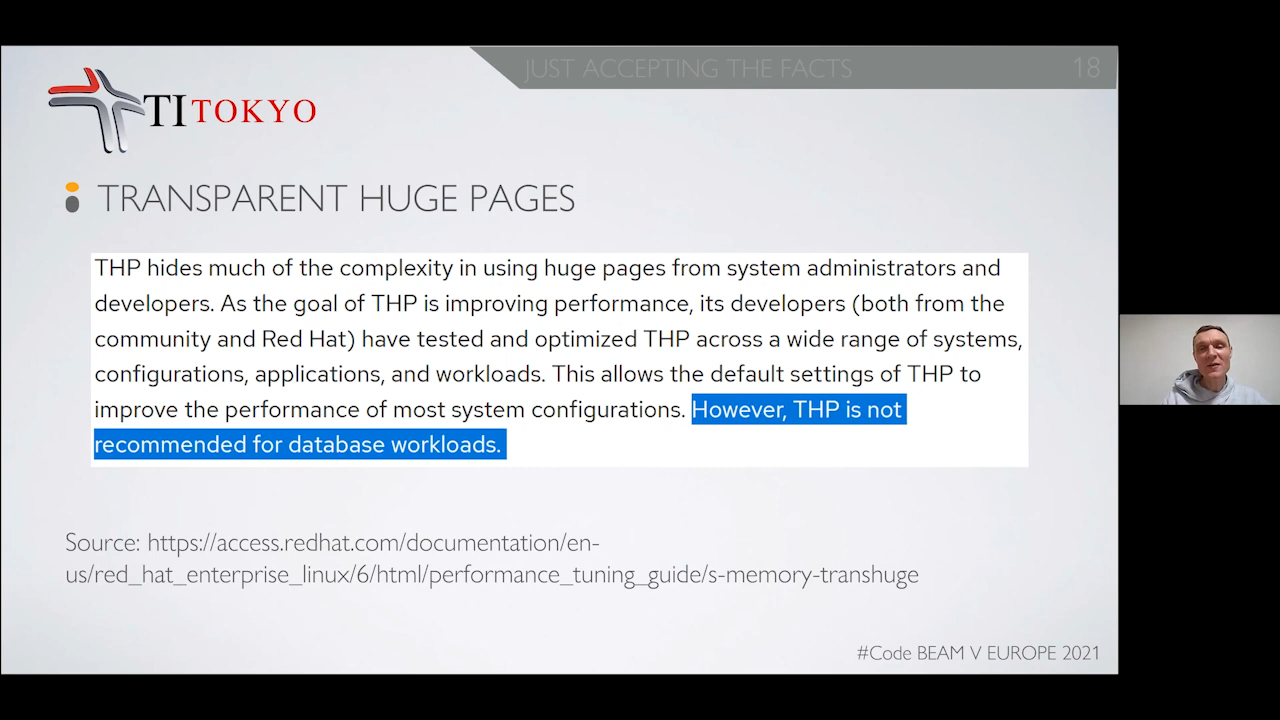 JUST ACCEPTING THE FACTS
18
TI TOKYO
TRANSPARENT HUGE PAGES
THP hides much of the complexity in using huge pages from system administrators and
developers. As the goal of THP is improving performance, its developers (both from the
community and Red Hat) have tested and optimized THP across a wide range of systems,
configurations, applications, and workloads. This allows the default settings of THP to
improve the performance of most system configurations. However, THP is not
recommended for database workloads.
Source: https://access.redhat.com/documentation/en-
us/red_hat_enterprise_linux/6/html/performance_tuning_guide/s-memory-transhuge
#Code BEAM V EUROPE 2021